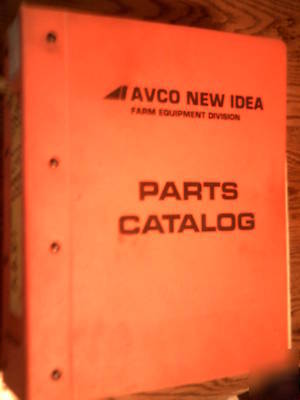 AVCO NEW IDEA
FARM EQUIPMENT DIVISION
PARTS
CATALOG